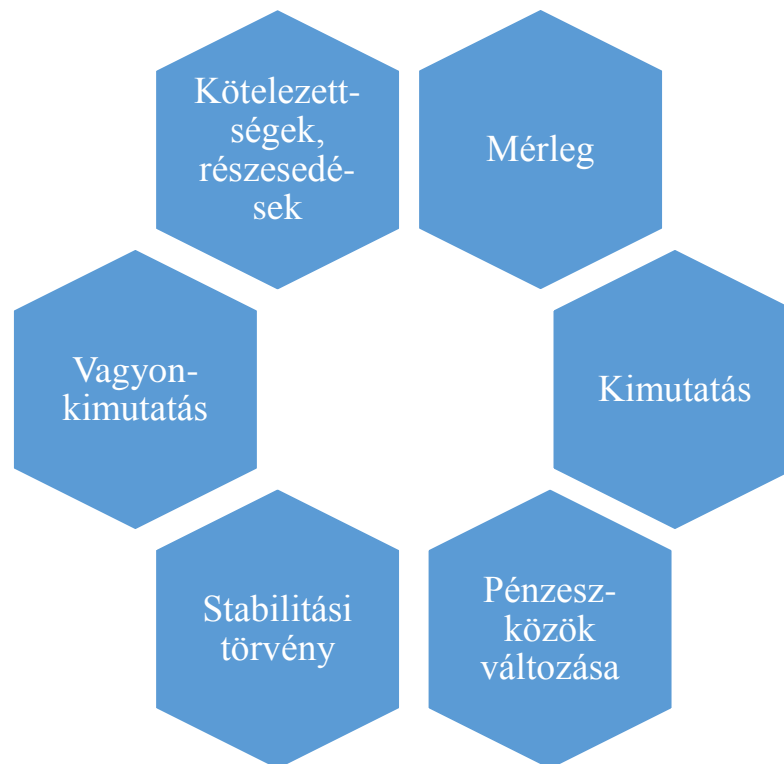 Kötelezett-
ségek,
részesedé-
sek
Mérleg
Vagyon-
kimutatás
Kimutatás
Stabilitási
törvény
Pénzesz-
közök
változása